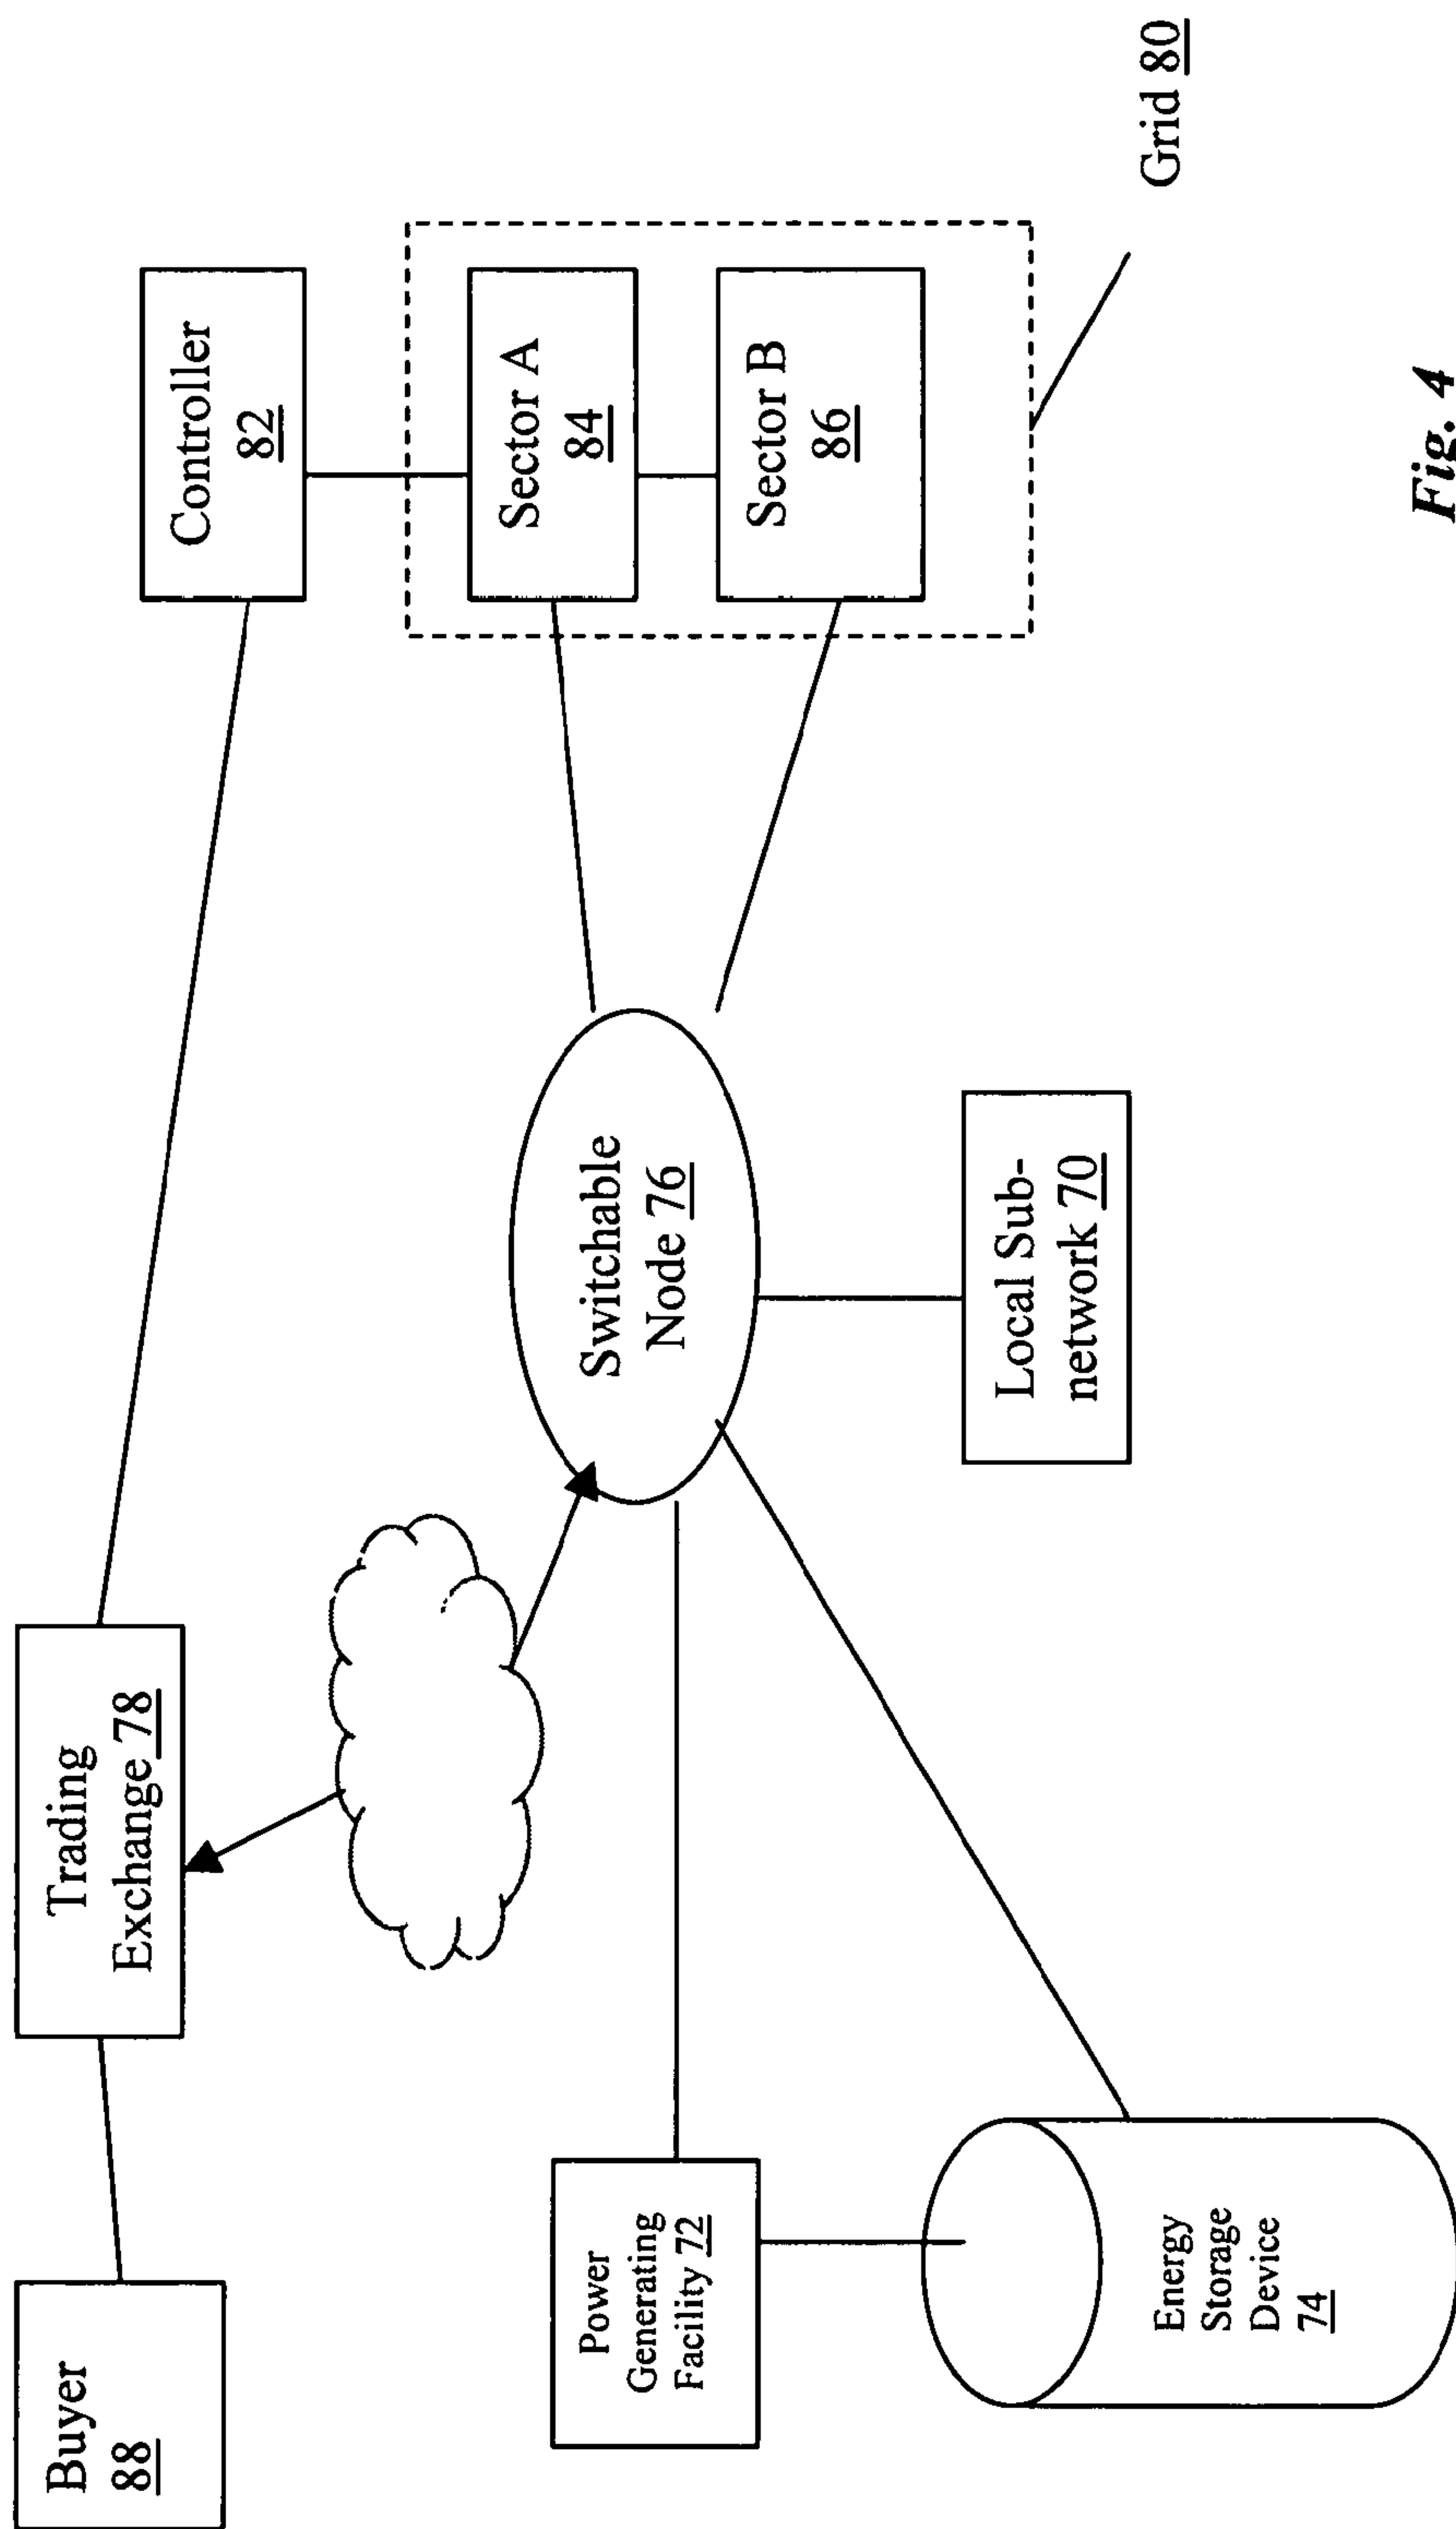 Buyer
88
Trading
Exchange 78
Controller
82
Power
Generating
Facility 72
Switchable
Node 76
Sector A
84
Sector B
86
Energy
Storage
Device
74
Local Sub-
network 70
Grid 80
Fig. 4